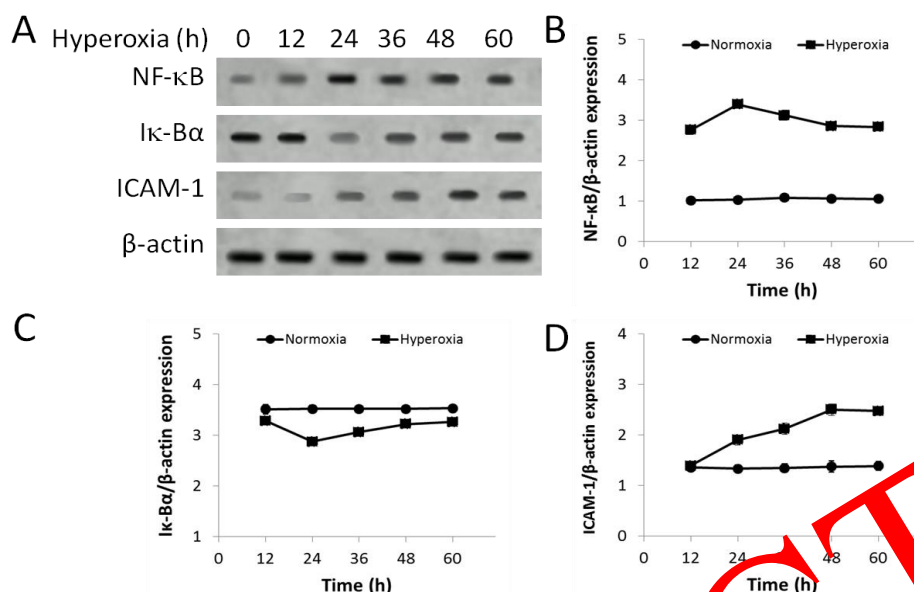 A
Hyperoxia (h) 0 12 24 36 48 60
NF-κB
Iκ-Bα
ICAM-1
β-actin
B
Normoxia Hyperoxia
NF-κB/β-actin expression
5
4
3
2
1
0
0 12 24 36 48 60
Time (h)
C
Normoxia Hyperoxia
Iκ-Bα/β-actin expression
5
4
3
2
1
0 12 24 36 48 60
Time (h)
D
Normoxia Hyperoxia
ICAM-1/β-actin expression
4
3
2
1
0
0 12 24 36 48 60
Time (h)
CT